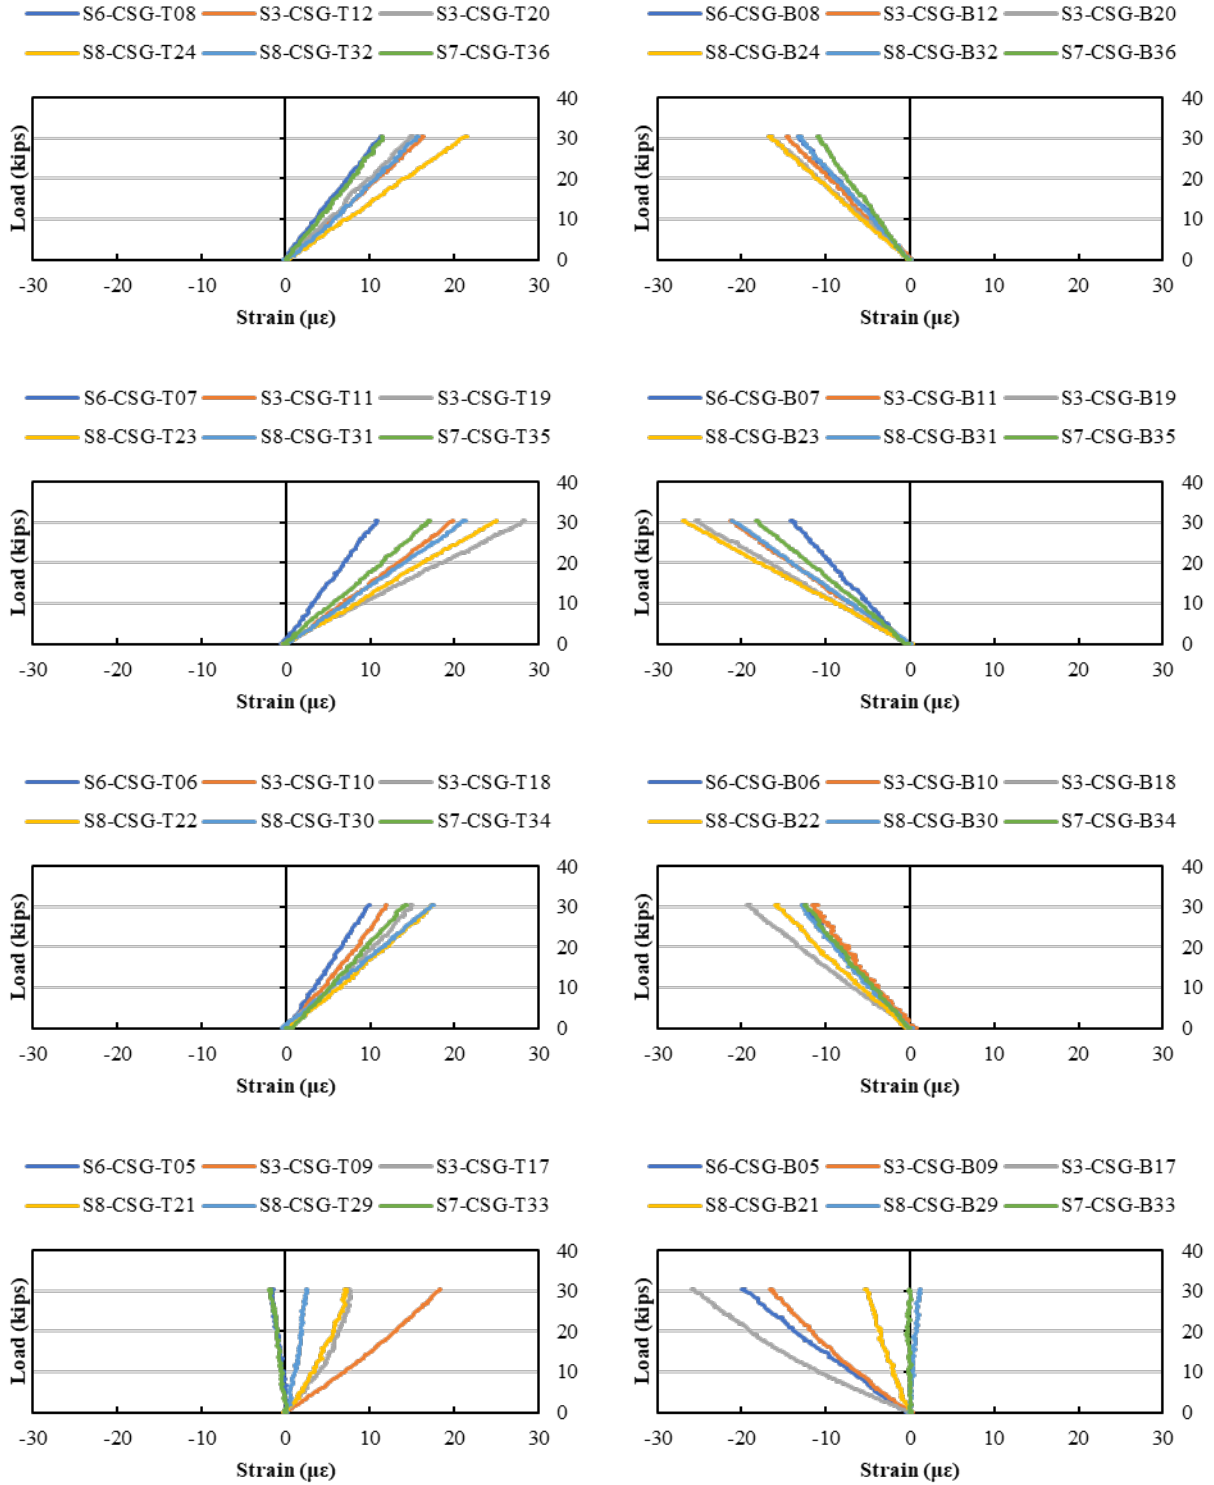 S6-CSG-T08 S3-CSG-T12 S3-CSG-T20
S8-CSG-T24 S8-CSG-T32 S7-CSG-T36
40
30
20
10
0
Load (kips)
-30 -20 -10 0 10 20 30
Strain (με)
S6-CSG-B08 S3-CSG-B12 S3-CSG-B20
S8-CSG-B24 S8-CSG-B32 S7-CSG-B36
40
30
20
10
0
Load (kips)
-30 -20 -10 0 10 20 30
Strain (με)
S6-CSG-T07 S3-CSG-T11 S3-CSG-T19
S8-CSG-T23 S8-CSG-T31 S7-CSG-T35
40
30
20
10
0
Load (kips)
-30 -20 -10 0 10 20 30
Strain (με)
S6-CSG-B07 S3-CSG-B11 S3-CSG-B19
S8-CSG-B23 S8-CSG-B31 S7-CSG-B35
40
30
20
10
0
Load (kips)
-30 -20 -10 0 10 20 30
Strain (με)
S6-CSG-T06 S3-CSG-T10 S3-CSG-T18
S8-CSG-T22 S8-CSG-T30 S7-CSG-T34
40
30
20
10
0
Load (kips)
-30 -20 -10 0 10 20 30
Strain (με)
S6-CSG-B06 S3-CSG-B10 S3-CSG-B18
S8-CSG-B22 S8-CSG-B30 S7-CSG-B34
40
30
20
10
0
Load (kips)
-30 -20 -10 0 10 20 30
Strain (με)
S6-CSG-T05 S3-CSG-T09 S3-CSG-T17
S8-CSG-T21 S8-CSG-T29 S7-CSG-T33
40
30
20
10
0
Load (kips)
-30 -20 -10 0 10 20 30
Strain (με)
S6-CSG-B05 S3-CSG-B09 S3-CSG-B17
S8-CSG-B21 S8-CSG-B29 S7-CSG-B33
40
30
20
10
0
Load (kips)
-30 -20 -10 0 10 20 30
Strain (με)